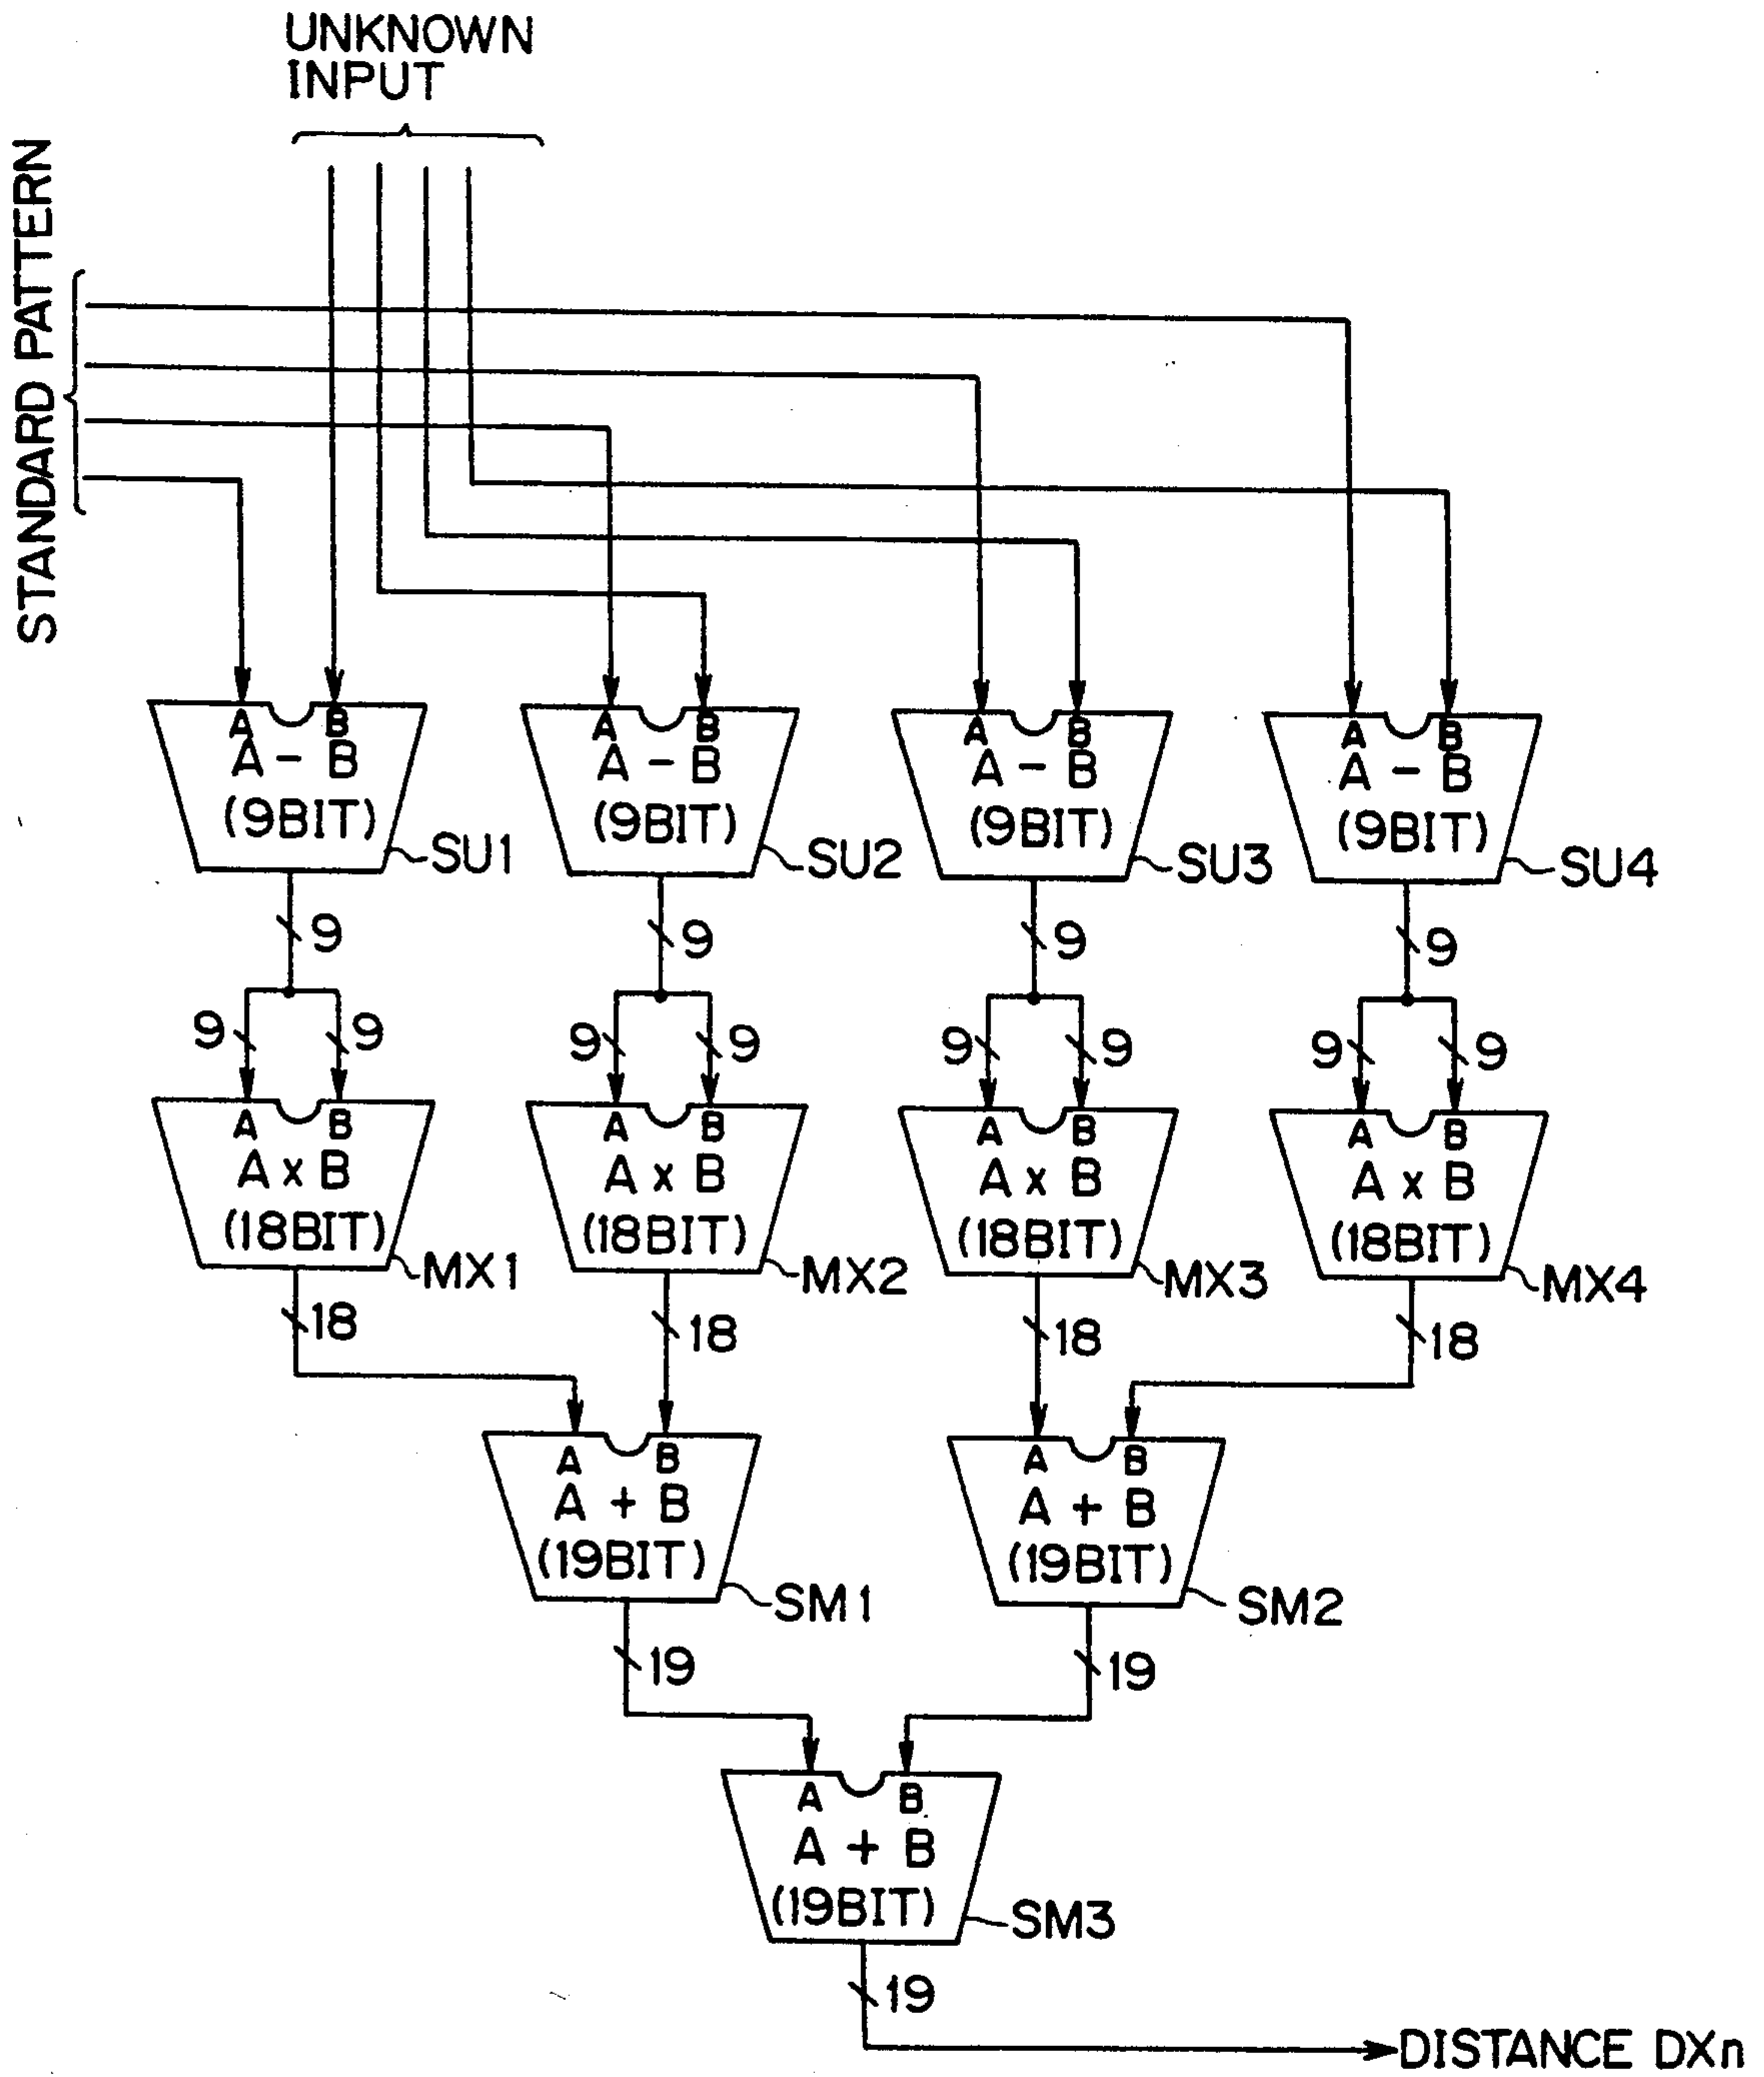 UNKNOWN
INPUT
STANDARD PATTERN
A B A B A B A B
A - B A - B A - B A - B
(9BIT) (9BIT) (9BIT) (9BIT)
SU1 SU2 SU3 SU4
9 9 9 9
9 9 9 9 9 9 9 9
A B A B A B A B
A x B A x B A x B A x B
(18BIT) (18BIT) (18BIT) (18BIT)
MX1 MX2 MX3 MX4
18 18 18 18
A B A B
A + B A + B
(19BIT) (19BIT)
SM1 SM2
19 19
A B
A + B
(19BIT)
SM3
19
DISTANCE DXn